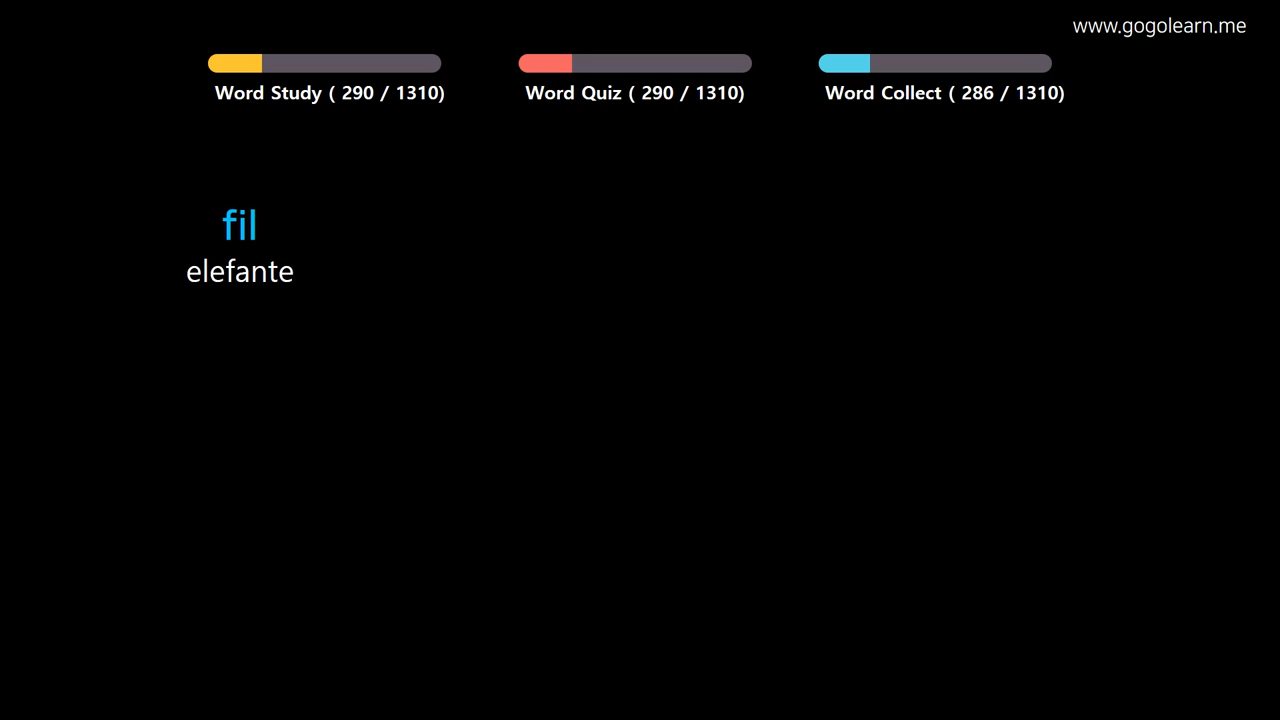 www.gogolearn.me
Word Study ( 290 / 1310)
Word Quiz ( 290 / 1310)
Word Collect ( 286 / 1310)
fil
elefante